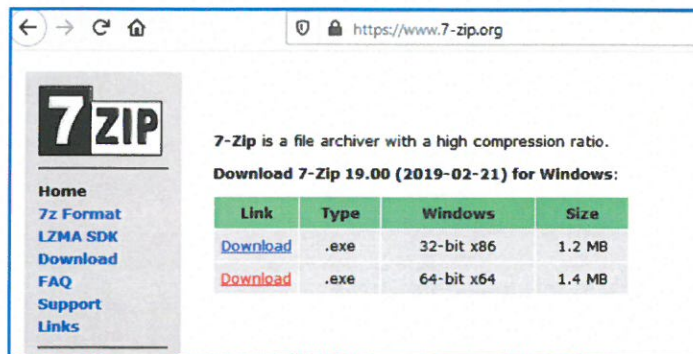 https://www.7-zip.org
7 ZIP
Home
7z Format
LZMA SDK
Download
FAQ
Support
Links
7-Zip is a file archiver with a high compression ratio.
Download 7-Zip 19.00 (2019-02-21) for Windows:
Link Type Windows Size
Download .exe 32-bit x86 1.2 MB
Download .exe 64-bit x64 1.4 MB